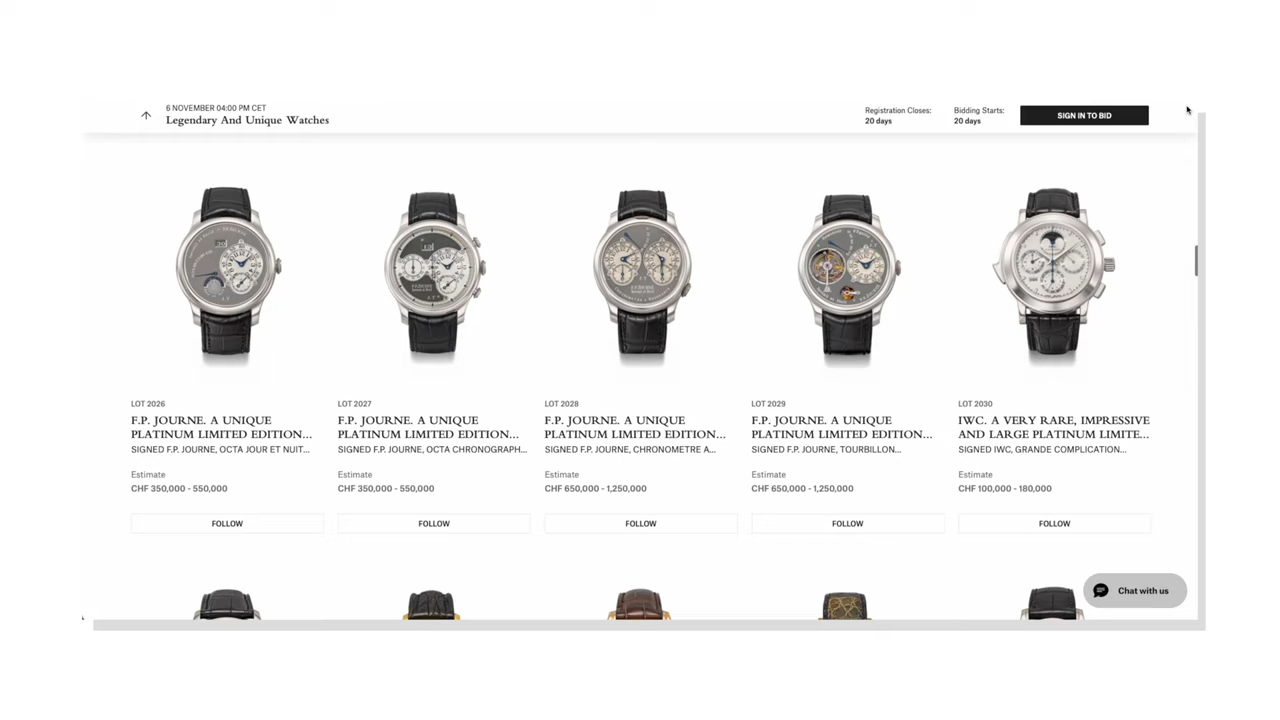 6 NOVEMBER 04:00 PM CET
Legendary And Unique Watches
Registration Closes:
20 days
Bidding Starts:
20 days
SIGN IN TO BID
LOT 2026
F.P. JOURNE. A UNIQUE
PLATINUM LIMITED EDITION...
SIGNED F.P. JOURNE, OCTA JOUR ET NUIT...
Estimate
CHF 350,000 - 550,000
FOLLOW
LOT 2027
F.P. JOURNE. A UNIQUE
PLATINUM LIMITED EDITION...
SIGNED F.P. JOURNE, OCTA CHRONOGRAPH...
Estimate
CHF 350,000 - 550,000
FOLLOW
LOT 2028
F.P. JOURNE. A UNIQUE
PLATINUM LIMITED EDITION...
SIGNED F.P. JOURNE, CHRONOMETRE A...
Estimate
CHF 650,000 - 1,250,000
FOLLOW
LOT 2029
F.P. JOURNE. A UNIQUE
PLATINUM LIMITED EDITION...
SIGNED F.P. JOURNE, TOURBILLON...
Estimate
CHF 650,000 - 1,250,000
FOLLOW
LOT 2030
IWC. A VERY RARE, IMPRESSIVE
AND LARGE PLATINUM LIMITE...
SIGNED IWC, GRANDE COMPLICATION...
Estimate
CHF 100,000 - 180,000
FOLLOW
Chat with us